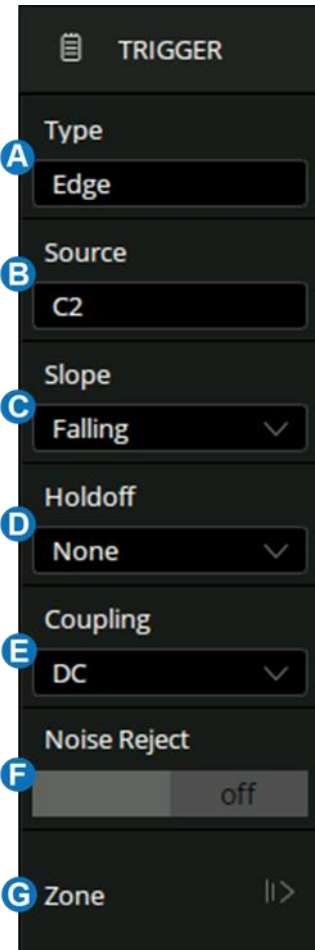 TRIGGER
Type
A
Edge
Source
B
C2
Slope
C
Falling
Holdoff
D
None
Coupling
E
DC
Noise Reject
F
off
G Zone